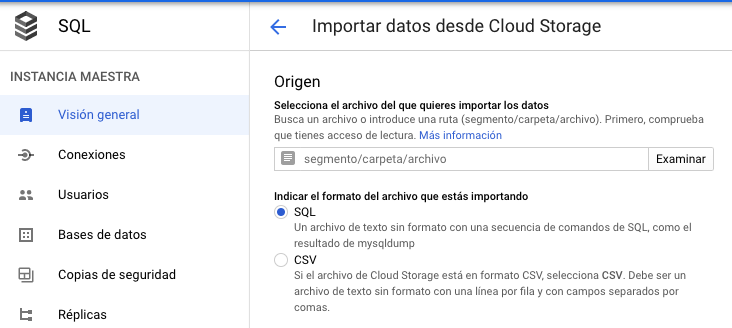 SQL
Importar datos desde Cloud Storage
INSTANCIA MAESTRA
Visión general
Conexiones
Usuarios
Bases de datos
Copias de seguridad
Réplicas
Origen
Selecciona el archivo del que quieres importar los datos
Busca un archivo o introduce una ruta (segmento/carpeta/archivo). Primero, comprueba
que tienes acceso de lectura. Más información
segmento/carpeta/archivo
Examinar
Indicar el formato del archivo que estás importando
SQL
Un archivo de texto sin formato con una secuencia de comandos de SQL, como el
resultado de mysqldump
CSV
Si el archivo de Cloud Storage está en formato CSV, selecciona CSV. Debe ser un
archivo de texto sin formato con una línea por fila y con campos separados por
comas.